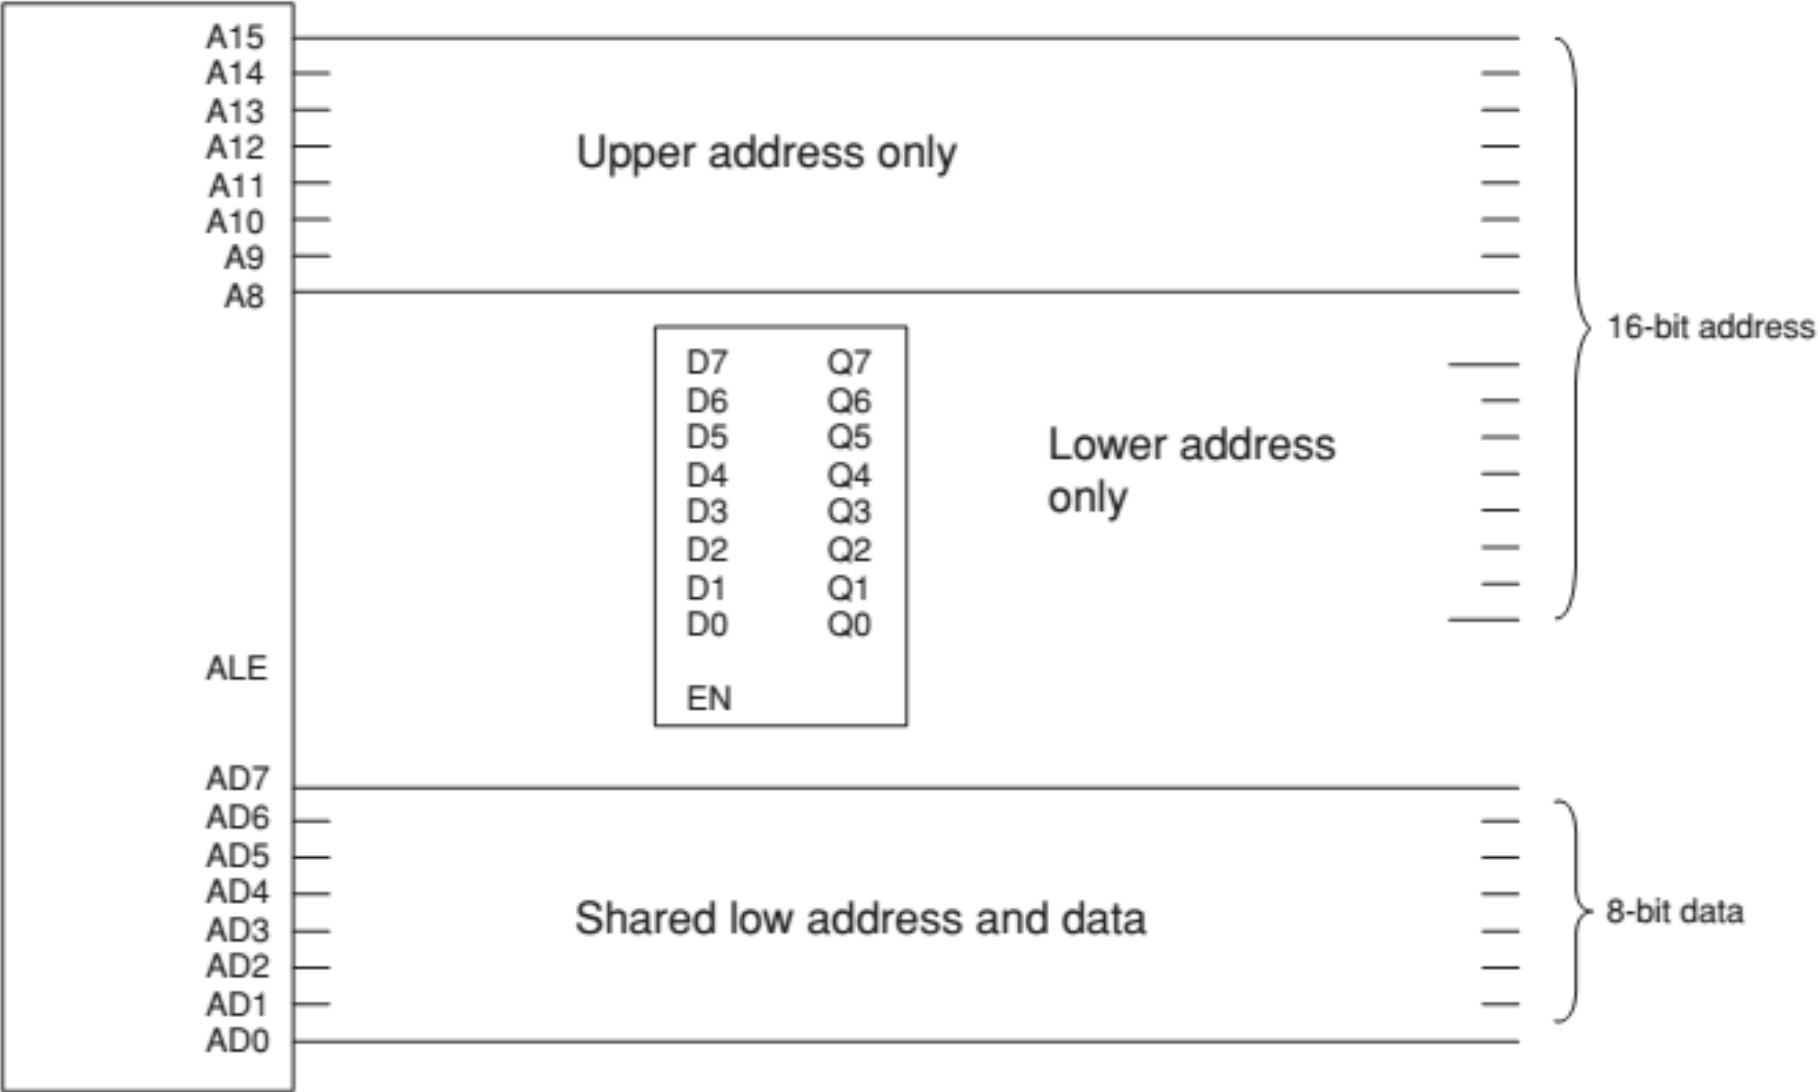 A15
A14
A13
A12
A11
A10
A9
A8
Upper address only
16-bit address
D7 Q7
D6 Q6
D5 Q5
D4 Q4
D3 Q3
D2 Q2
D1 Q1
D0 Q0
EN
Lower address
only
ALE
AD7
AD6
AD5
AD4
AD3
AD2
AD1
AD0
Shared low address and data
8-bit data